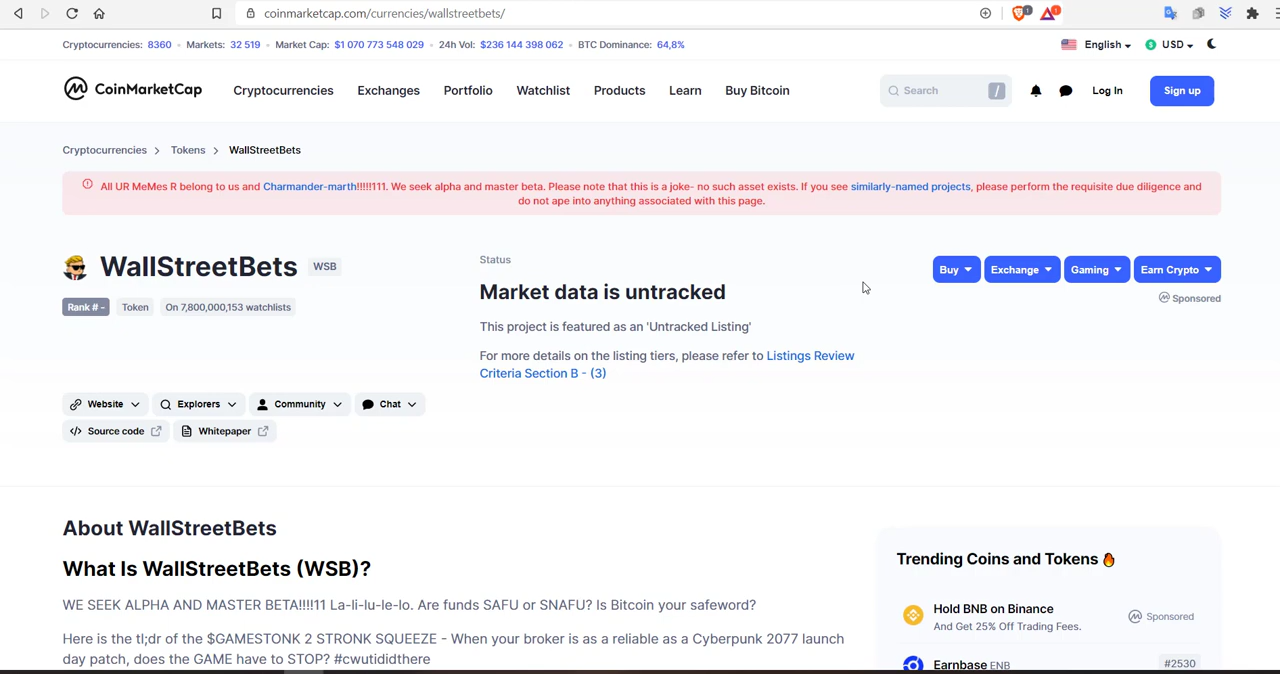 coinmarketcap.com/currencies/wallstreetbets/
1
1
Cryptocurrencies: 8360 • Markets: 32 519 • Market Cap: $1 070 773 548 029 • 24h Vol: $236 144 398 062 • BTC Dominance: 64,8%
English
USD
CoinMarketCap
Cryptocurrencies
Exchanges
Portfolio
Watchlist
Products
Learn
Buy Bitcoin
Search
/
Log In
Sign up
Cryptocurrencies > Tokens > WallStreetBets
All UR MeMes R belong to us and Charmander-marth!!!!!111. We seek alpha and master beta. Please note that this is a joke- no such asset exists. If you see similarly-named projects, please perform the requisite due diligence and
do not ape into anything associated with this page.
WallStreetBets WSB
Rank # -
Token
On 7,800,000,153 watchlists
Status
Market data is untracked
This project is featured as an 'Untracked Listing'
For more details on the listing tiers, please refer to Listings Review
Criteria Section B - (3)
Buy
Exchange
Gaming
Earn Crypto
Sponsored
Website
Explorers
Community
Chat
Source code
Whitepaper
About WallStreetBets
What Is WallStreetBets (WSB)?
WE SEEK ALPHA AND MASTER BETA!!!!11 La-li-lu-le-lo. Are funds SAFU or SNAFU? Is Bitcoin your safeword?
Here is the tl;dr of the $GAMESTONK 2 STRONK SQUEEZE - When your broker is as a reliable as a Cyberpunk 2077 launch
day patch, does the GAME have to STOP? #cwutididthere
Trending Coins and Tokens
Hold BNB on Binance
And Get 25% Off Trading Fees.
Sponsored
Earnbase ENB
#2530